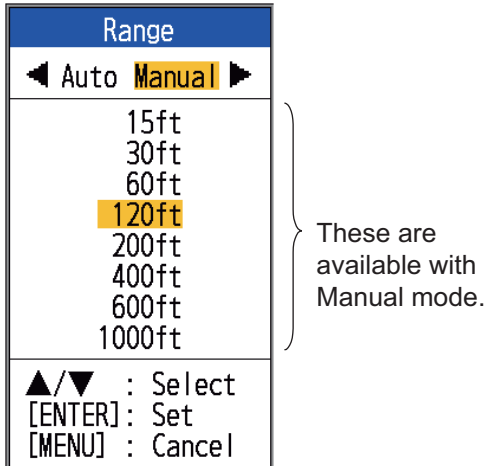 Range
◀ Auto Manual ▶
15ft
30ft
60ft
120ft
200ft
400ft
600ft
1000ft
These are
available with
Manual mode.
▲/▼ : Select
[ENTER]: Set
[MENU] : Cancel